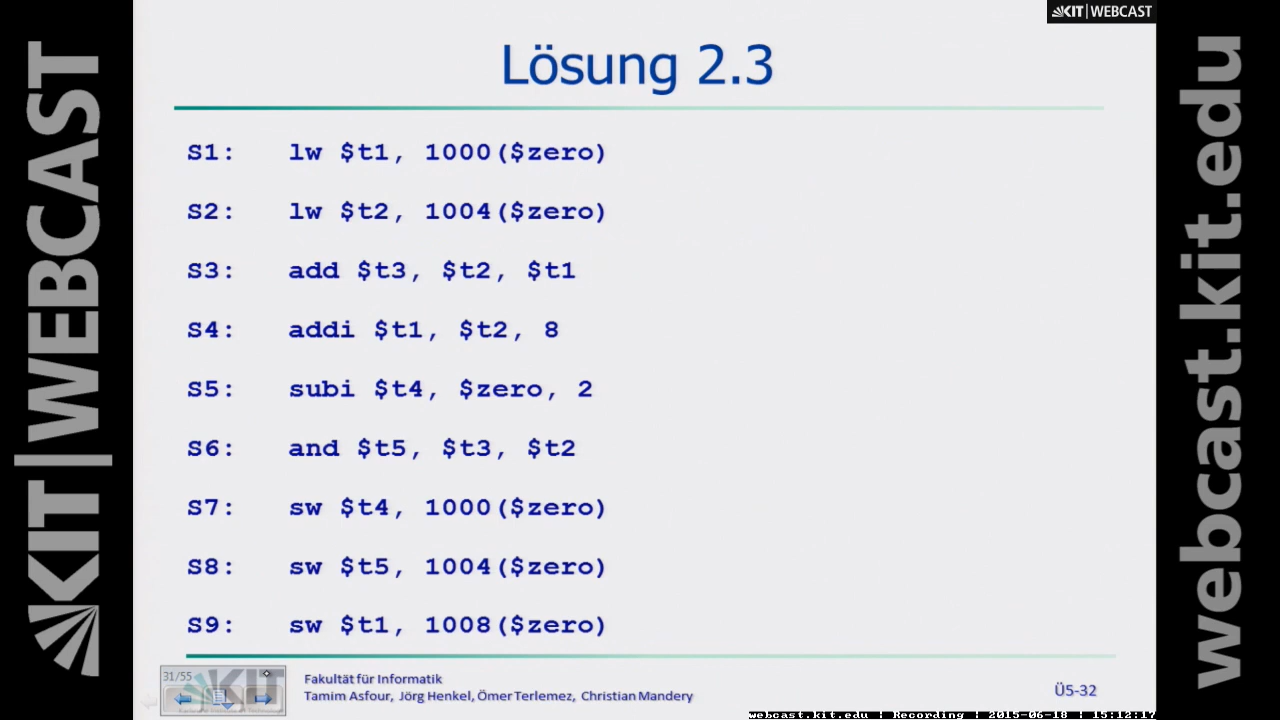 KIT|WEBCAST
KIT|WEBCAST
webcast.kit.edu
Lösung 2.3
S1: lw $t1, 1000($zero)
S2: lw $t2, 1004($zero)
S3: add $t3, $t2, $t1
S4: addi $t1, $t2, 8
S5: subi $t4, $zero, 2
S6: and $t5, $t3, $t2
S7: sw $t4, 1000($zero)
S8: sw $t5, 1004($zero)
S9: sw $t1, 1008($zero)
31/55
KIT
Fakultät für Informatik
Tamim Asfour, Jörg Henkel, Ömer Terlemez, Christian Mandery
Ü5-32
webcast.kit.edu | Recording | 2015-06-18 | 15:12:17